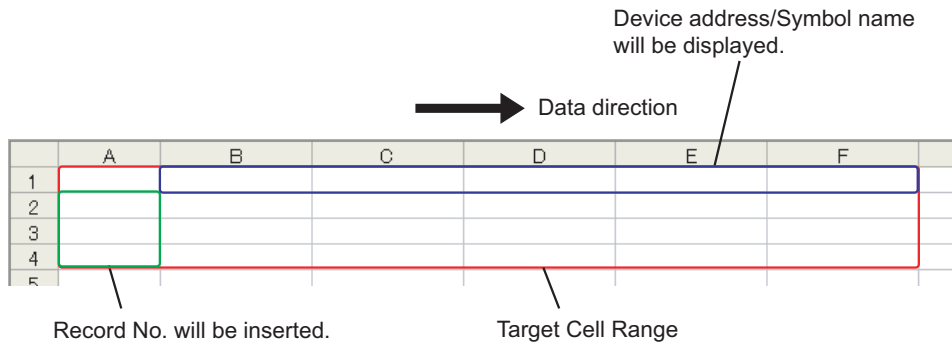 Device address/Symbol name
will be displayed.
Data direction
A B C D E F
1
2
3
4
5
Record No. will be inserted.
Target Cell Range